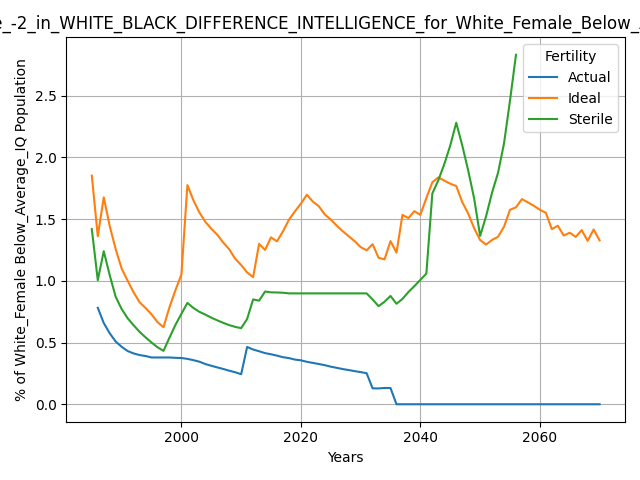 _-2_in_WHITE_BLACK_DIFFERENCE_INTELLIGENCE_for_White_Female_Below_
% of White_Female Below_Average_IQ Population
Fertility
Actual
Ideal
Sterile
2.5
2.0
1.5
1.0
0.5
0.0
2000
2020
2040
2060
Years